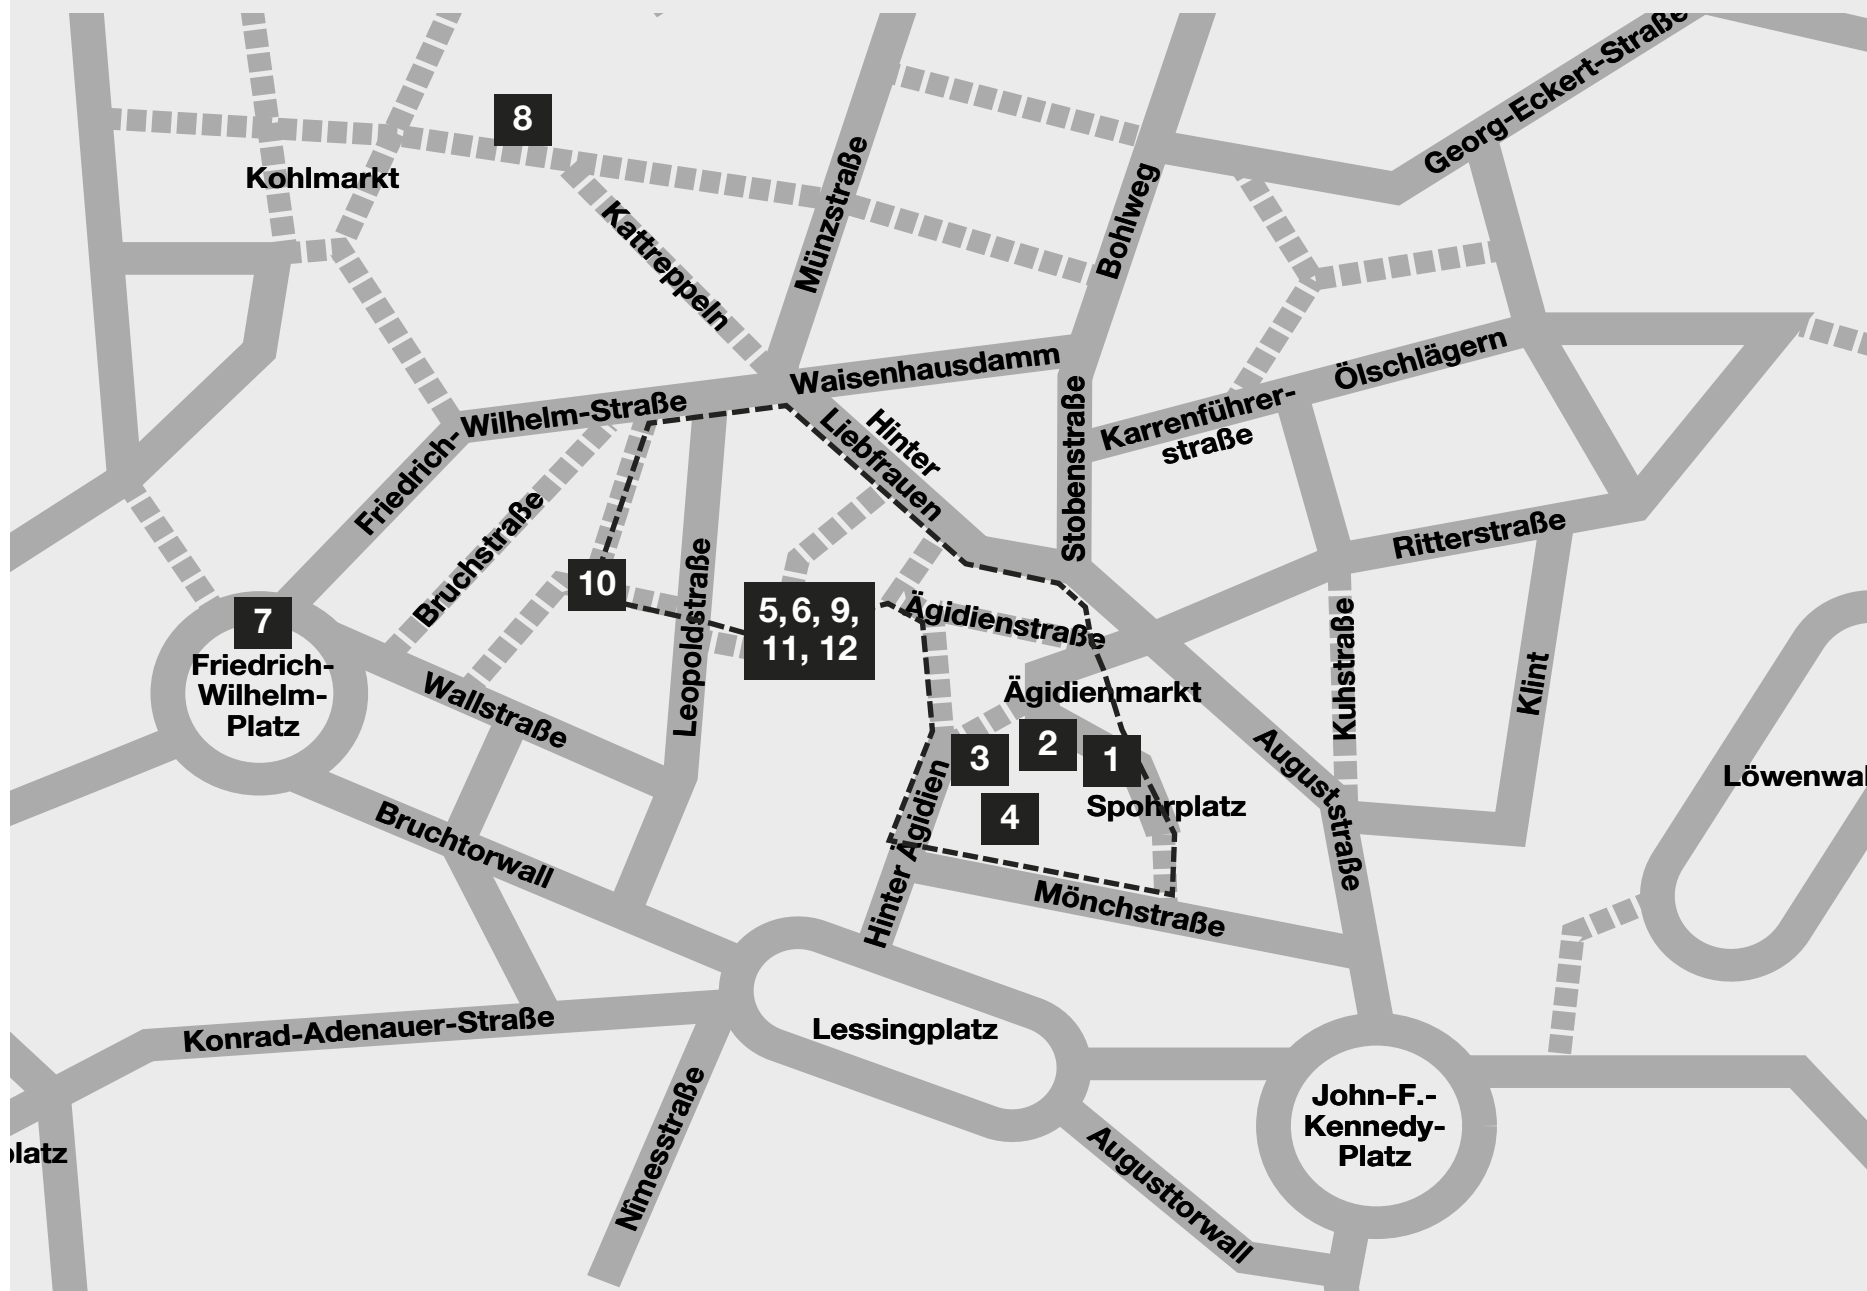 Georg-Eckert-Straße
8
Kohlmarkt
Münzstraße
Bohlweg
Kattreppeln
Waisenhausdamm
Ölschlägern
Friedrich-
Wilhelm-Straße
Hinter
Liebfrauen
Stobenstraße
Karrenführer-
straße
Bruchstraße
Ritterstraße
10
Leopoldstraße
5, 6, 9,
11, 12
Ägidienstraße
7
Friedrich-
Wilhelm-
Platz
Wallstraße
Ägidienmarkt
Kuhstraße
Klint
3
2
1
4
Spohrplatz
Auguststraße
Löwenwal
Bruchtorwall
Hinter Ägidien
Mönchstraße
Konrad-Adenauer-Straße
Lessingplatz
Nîmesstraße
John-F.-
Kennedy-
Platz
platz
Augusttorwall